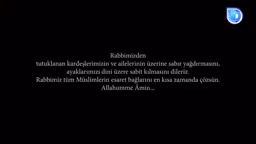 Rabbimizden
tutuklanan kardeşlerimizin ve ailelerinin üzerine sabır yağdırmasını,
ayaklarımızı dini üzere sabit kılmasını dileriz.
Rabbimiz tüm Müslimlerin esaret bağlarını en kısa zamanda çözsün.
Allahumme Âmin...